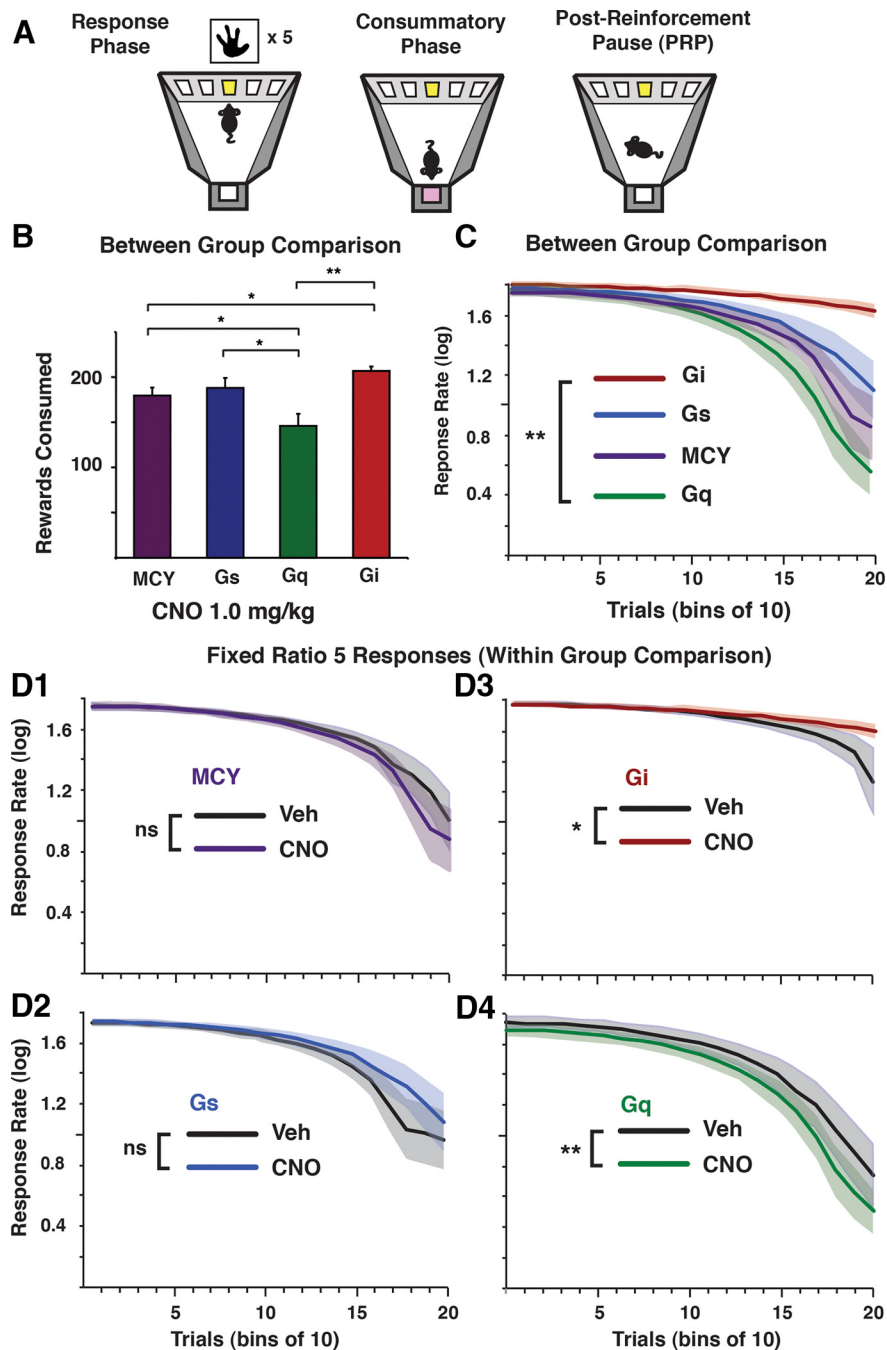 A
Response
Phase
x 5
Consummatory
Phase
Post-Reinforcement
Pause (PRP)
B
Between Group Comparison
**
*
*
*
200
100
Rewards Consumed
MCY Gs Gq Gi
CNO 1.0 mg/kg
C
Between Group Comparison
Reponse Rate (log)
1.6
1.2
0.8
0.4
**
Gi
Gs
MCY
Gq
5 10 15 20
Trials (bins of 10)
Fixed Ratio 5 Responses (Within Group Comparison)
D1
Response Rate (log)
1.6
1.2
0.8
0.4
MCY
ns
Veh
CNO
D3
Gi
*
Veh
CNO
D2
Response Rate (log)
1.6
1.2
0.8
0.4
Gs
ns
Veh
CNO
5 10 15 20
Trials (bins of 10)
D4
Gq
**
Veh
CNO
5 10 15 20
Trials (bins of 10)